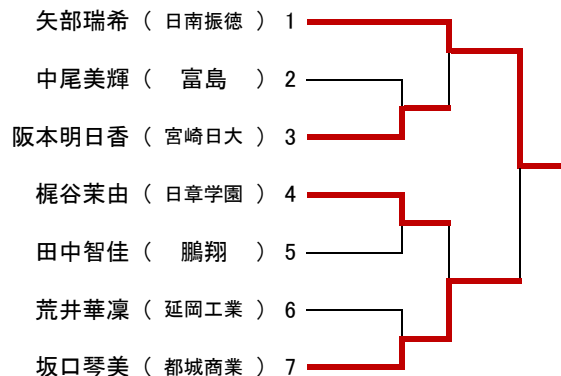 矢部瑞希（ 日南振徳 ） 1
中尾美輝（ 富島 ） 2
阪本明日香（ 宮崎日大 ） 3
梶谷茉由（ 日章学園 ） 4
田中智佳（ 鵬翔 ） 5
荒井華凜（ 延岡工業 ） 6
坂口琴美（ 都城商業 ） 7